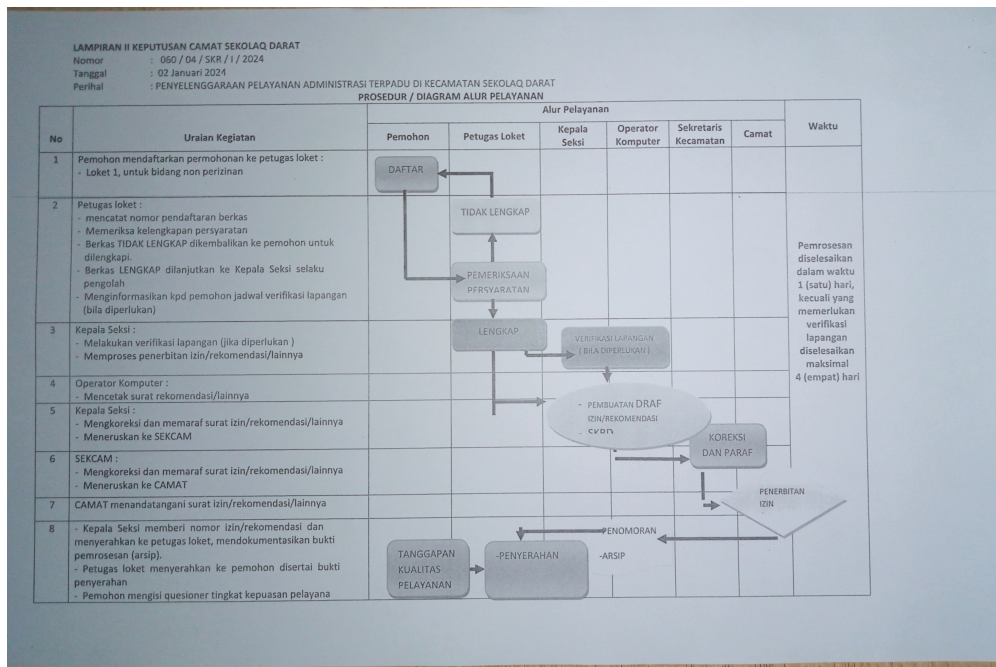 LAMPIRAN II KEPUTUSAN CAMAT SEKOLAQ DARAT
Nomor : 060 / 04 / SKR / I / 2024
Tanggal : 02 Januari 2024
Perihal : PENYELENGGARAAN PELAYANAN ADMINISTRASI TERPADU DI KECAMATAN SEKOLAQ DARAT
PROSEDUR / DIAGRAM ALUR PELAYANAN
No
Uraian Kegiatan
Alur Pelayanan
Waktu
Pemohon
Petugas Loket
Kepala
Seksi
Operator
Komputer
Sekretaris
Kecamatan
Camat
1
Pemohon mendaftarkan permohonan ke petugas loket :
- Loket 1, untuk bidang non perizinan
DAFTAR
2
Petugas loket :
- mencatat nomor pendaftaran berkas
- Memeriksa kelengkapan persyaratan
- Berkas TIDAK LENGKAP dikembalikan ke pemohon untuk
dilengkapi.
- Berkas LENGKAP dilanjutkan ke Kepala Seksi selaku
pengolah
- Menginformasikan kpd pemohon jadwal verifikasi lapangan
(bila diperlukan)
TIDAK LENGKAP
PEMERIKSAAN
PERSYARATAN
Pemrosesan
diselesaikan
dalam waktu
1 (satu) hari,
kecuali yang
memerlukan
verifikasi
lapangan
diselesaikan
maksimal
4 (empat) hari
3
Kepala Seksi :
- Melakukan verifikasi lapangan (jika diperlukan )
- Memproses penerbitan izin/rekomendasi/lainnya
LENGKAP
VERIFIKASI LAPANGAN
( BILA DIPERLUKAN )
4
Operator Komputer :
- Mencetak surat rekomendasi/lainnya
5
Kepala Seksi :
- Mengkoreksi dan memaraf surat izin/rekomendasi/lainnya
- Meneruskan ke SEKCAM
- PEMBUATAN DRAF
IZIN/REKOMENDASI
KOREKSI
DAN PARAF
6
SEKCAM :
- Mengkoreksi dan memaraf surat izin/rekomendasi/lainnya
- Meneruskan ke CAMAT
7
CAMAT menandatangani surat izin/rekomendasi/lainnya
PENERBITAN
IZIN
8
- Kepala Seksi memberi nomor izin/rekomendasi dan
menyerahkan ke petugas loket, mendokumentasikan bukti
pemrosesan (arsip).
- Petugas loket menyerahkan ke pemohon disertai bukti
penyerahan
- Pemohon mengisi quesioner tingkat kepuasan pelayana
TANGGAPAN
KUALITAS
PELAYANAN
-PENYERAHAN
PENOMORAN
-ARSIP